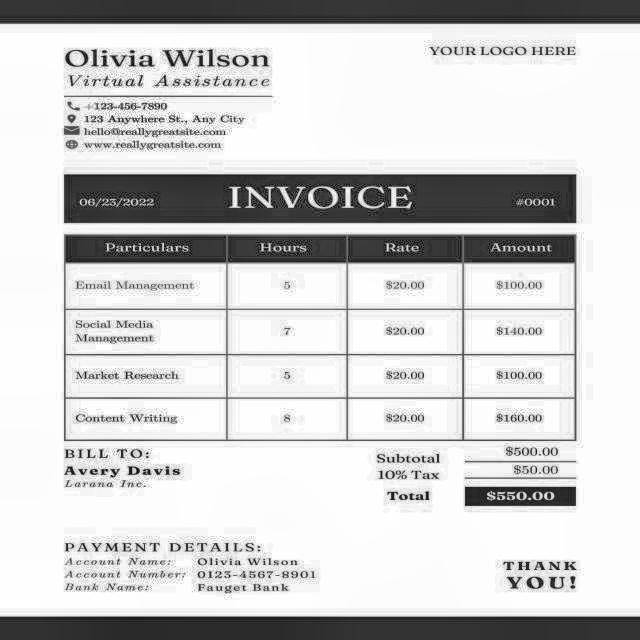 Olivia Wilson
YOUR LOGO HERE
Virtual Assistance
+123-456-7890
123 Anywhere St., Any City
hello@reallygreatsite.com
www.reallygreatsite.com
06/23/2022 INVOICE #0001
Particulars Hours Rate Amount
Email Management 5 $20.00 $100.00
Social Media
Management 7 $20.00 $140.00
Market Research 5 $20.00 $100.00
Content Writing 8 $20.00 $160.00
BILL TO:
Avery Davis
Larana Inc.
Subtotal $500.00
10% Tax $50.00
Total $550.00
PAYMENT DETAILS:
Account Name: Olivia Wilson
Account Number: 0123-4567-8901
Bank Name: Fauget Bank
THANK
YOU!